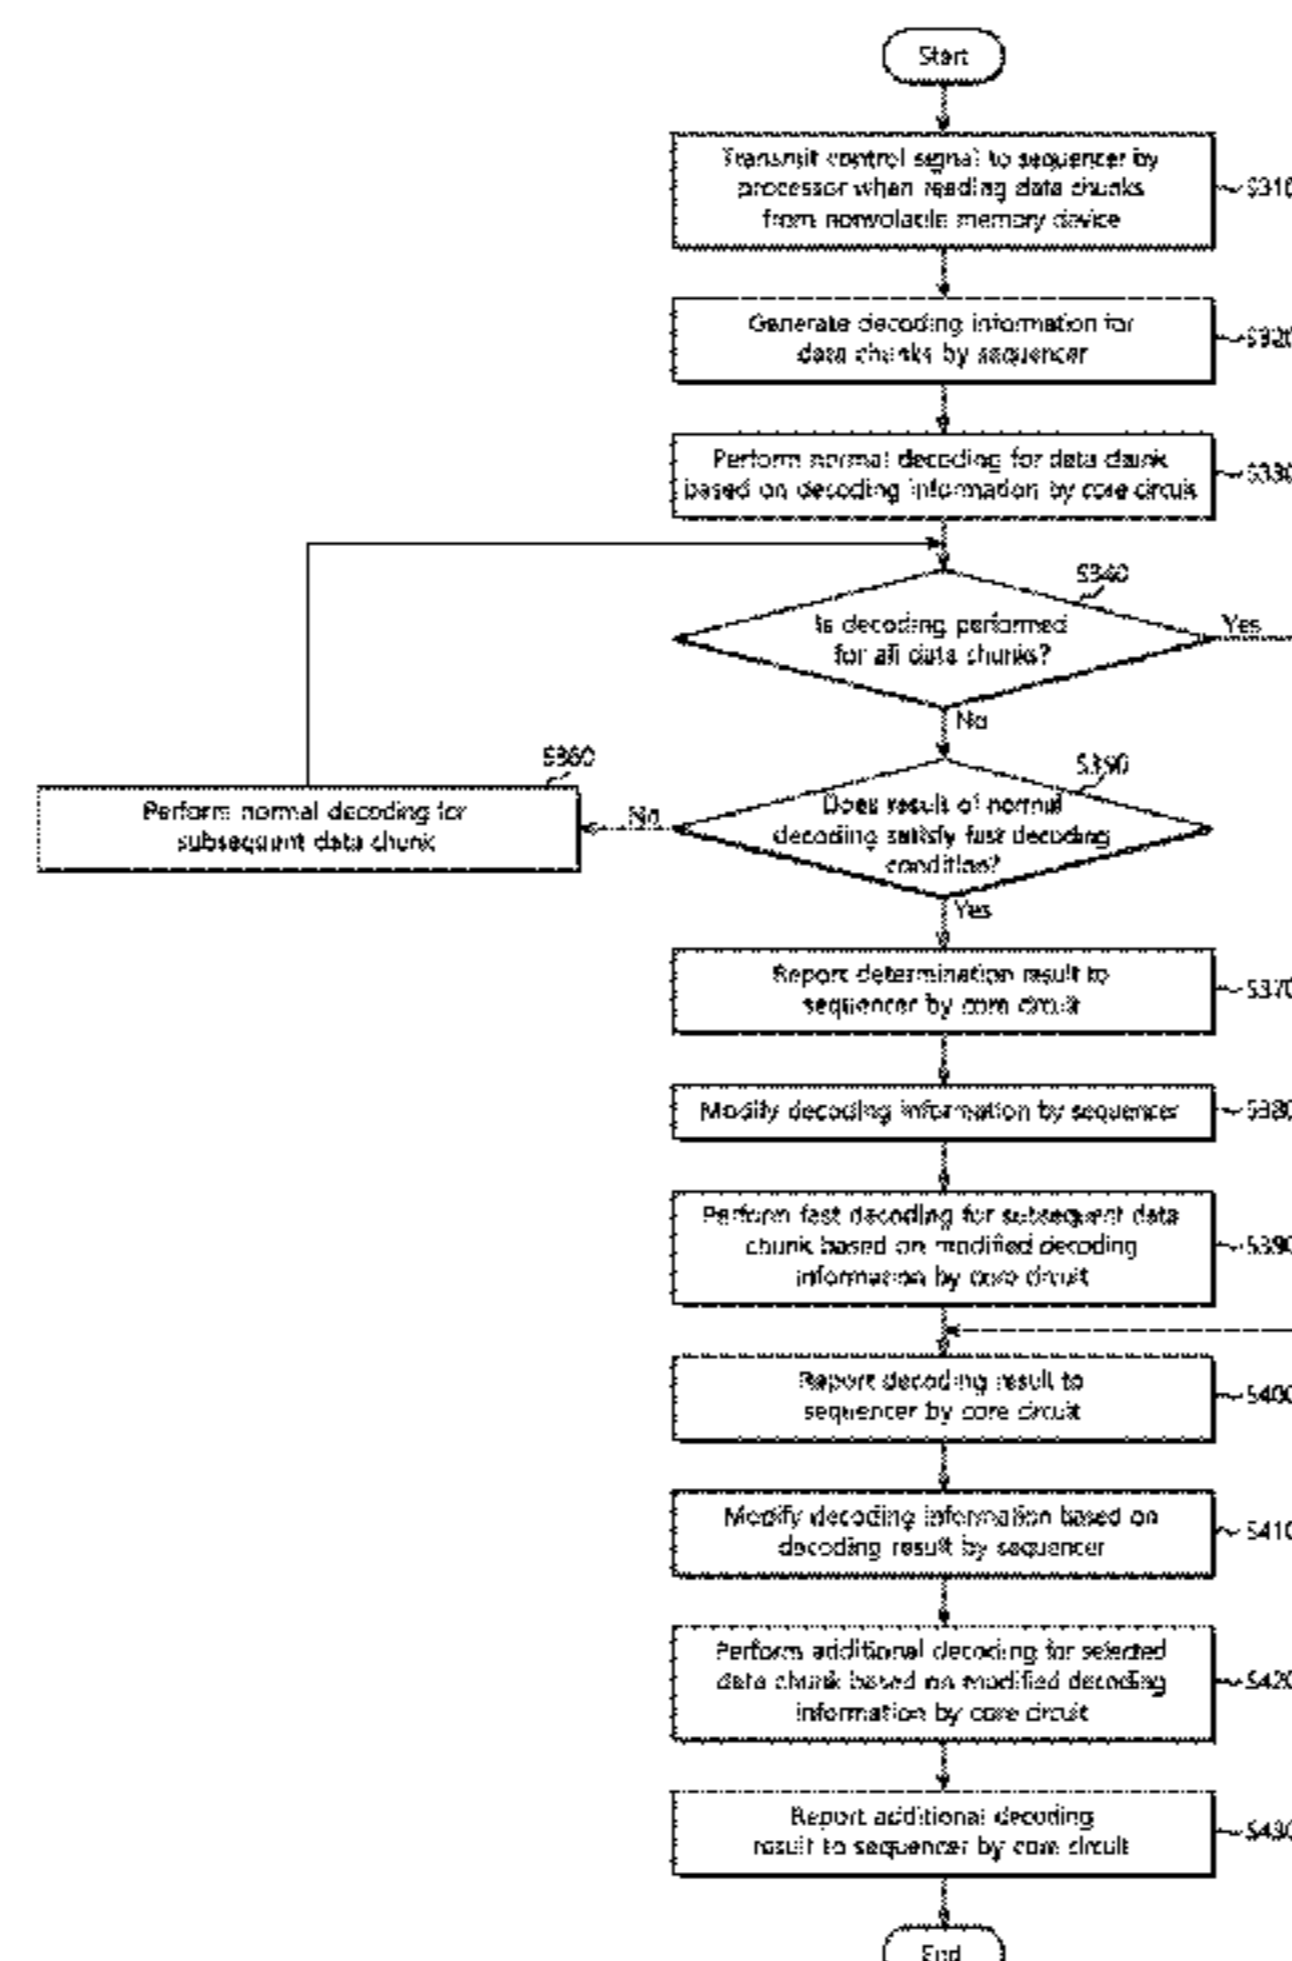 Start
Transmit control signal to sequencer by
processor when reading data chunks
from nonvolatile memory device
S310
Generate decoding information for
data chunks by sequencer
S320
Perform normal decoding for data chunk
based on decoding information by core circuit
S330
S340
Is decoding performed
for all data chunks?
Yes
No
S350
Does result of normal
decoding satisfy fast decoding
condition?
No
S360
Perform normal decoding for
subsequent data chunk
Yes
Report determination result to
sequencer by core circuit
S370
Modify decoding information by sequencer
S380
Perform fast decoding for subsequent data
chunk based on modified decoding
information by core circuit
S390
Report decoding result to
sequencer by core circuit
S400
Modify decoding information based on
decoding result by sequencer
S410
Perform additional decoding for selected
data chunk based on modified decoding
information by core circuit
S420
Report additional decoding
result to sequencer by core circuit
S430
End